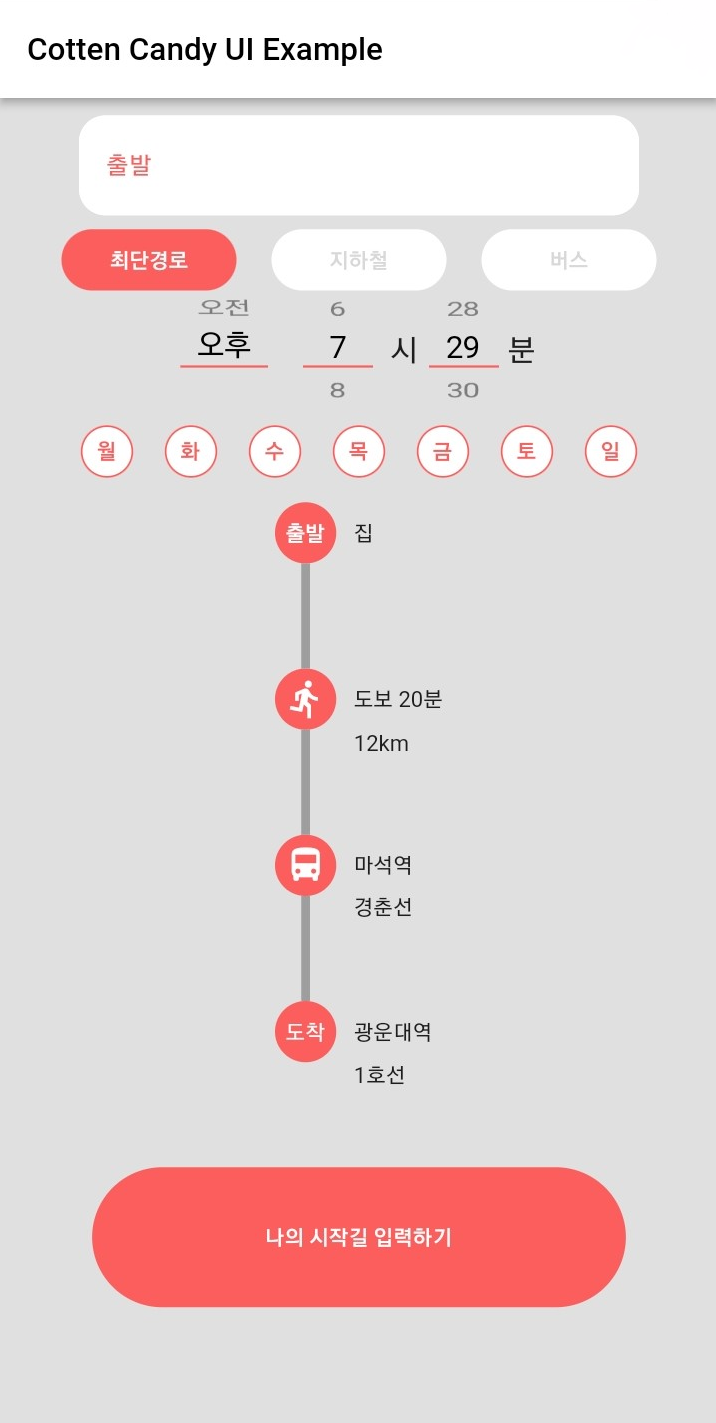 Cotten Candy UI Example
출발
최단경로 지하철 버스
오전 6 28
오후 7 시 29 분
8 30
월 화 수 목 금 토 일
출발 집
도보 20분
12km
마석역
경춘선
도착 광운대역
1호선
나의 시작길 입력하기